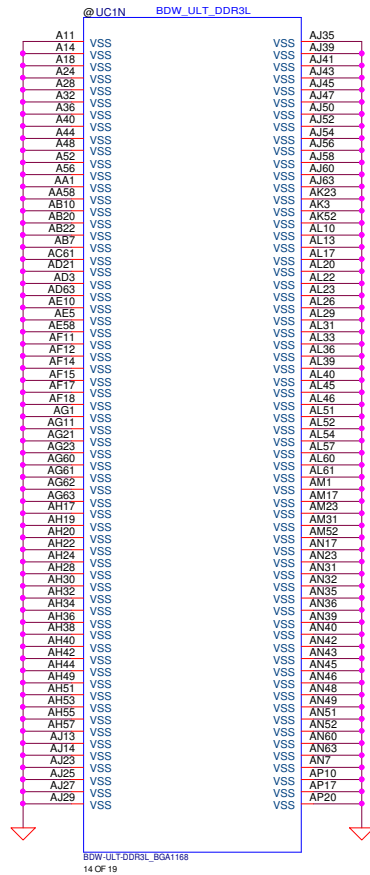 @UC1N BDW_ULT_DDR3L
A11 VSS VSS AJ35
A14 VSS VSS AJ39
A18 VSS VSS AJ41
A24 VSS VSS AJ43
A28 VSS VSS AJ45
A32 VSS VSS AJ47
A36 VSS VSS AJ50
A40 VSS VSS AJ52
A44 VSS VSS AJ54
A48 VSS VSS AJ56
A52 VSS VSS AJ58
A56 VSS VSS AJ60
AA1 VSS VSS AJ63
AA58 VSS VSS AK23
AB10 VSS VSS AK3
AB20 VSS VSS AK52
AB22 VSS VSS AL10
AB7 VSS VSS AL13
AC61 VSS VSS AL17
AD21 VSS VSS AL20
AD3 VSS VSS AL22
AD63 VSS VSS AL23
AE10 VSS VSS AL26
AE5 VSS VSS AL29
AE58 VSS VSS AL31
AF11 VSS VSS AL33
AF12 VSS VSS AL36
AF14 VSS VSS AL39
AF15 VSS VSS AL40
AF17 VSS VSS AL45
AF18 VSS VSS AL46
AG1 VSS VSS AL51
AG11 VSS VSS AL52
AG21 VSS VSS AL54
AG23 VSS VSS AL57
AG60 VSS VSS AL60
AG61 VSS VSS AL61
AG62 VSS VSS AM1
AG63 VSS VSS AM17
AH17 VSS VSS AM23
AH19 VSS VSS AM31
AH20 VSS VSS AM52
AH22 VSS VSS AN17
AH24 VSS VSS AN23
AH28 VSS VSS AN31
AH30 VSS VSS AN32
AH32 VSS VSS AN35
AH34 VSS VSS AN36
AH36 VSS VSS AN39
AH38 VSS VSS AN40
AH40 VSS VSS AN42
AH42 VSS VSS AN43
AH44 VSS VSS AN45
AH49 VSS VSS AN46
AH51 VSS VSS AN48
AH53 VSS VSS AN49
AH55 VSS VSS AN51
AH57 VSS VSS AN52
AJ13 VSS VSS AN60
AJ14 VSS VSS AN63
AJ23 VSS VSS AN7
AJ25 VSS VSS AP10
AJ27 VSS VSS AP17
AJ29 VSS VSS AP20
BDW-ULT-DDR3L_BGA1168
14 OF 19